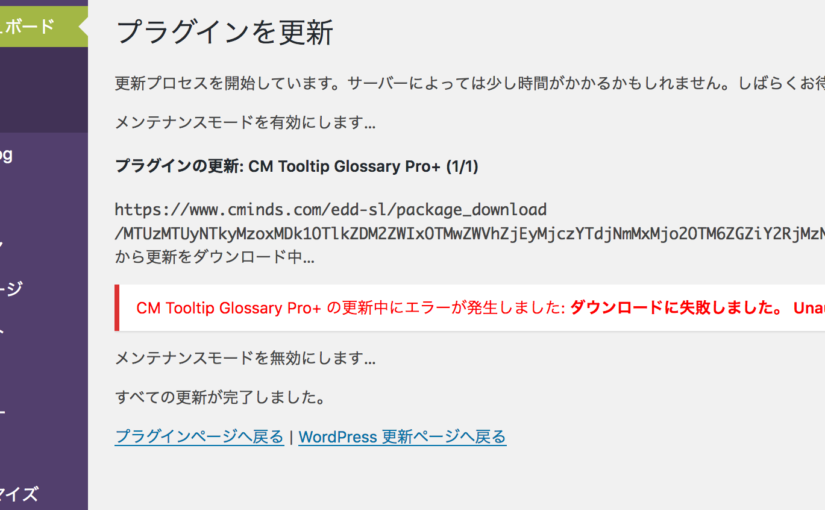 ボード
プラグインを更新
更新プロセスを開始しています。サーバーによっては少し時間がかかるかもしれません。しばらくお待
メンテナンスモードを有効にします...
og
プラグインの更新: CM Tooltip Glossary Pro+ (1/1)
https://www.cminds.com/edd-sl/package_download
/MTUzMTUyNTkyMzoxMDk1OTlkZDM2ZWIxOTMwZWVhZjEyMjczYTdjNmMxMjo2OTM6ZGZiY2RjMzN
から更新をダウンロード中...
ージ
CM Tooltip Glossary Pro+ の更新中にエラーが発生しました: ダウンロードに失敗しました。 Una
メンテナンスモードを無効にします...
すべての更新が完了しました。
プラグインページへ戻る | WordPress 更新ページへ戻る
マイズ